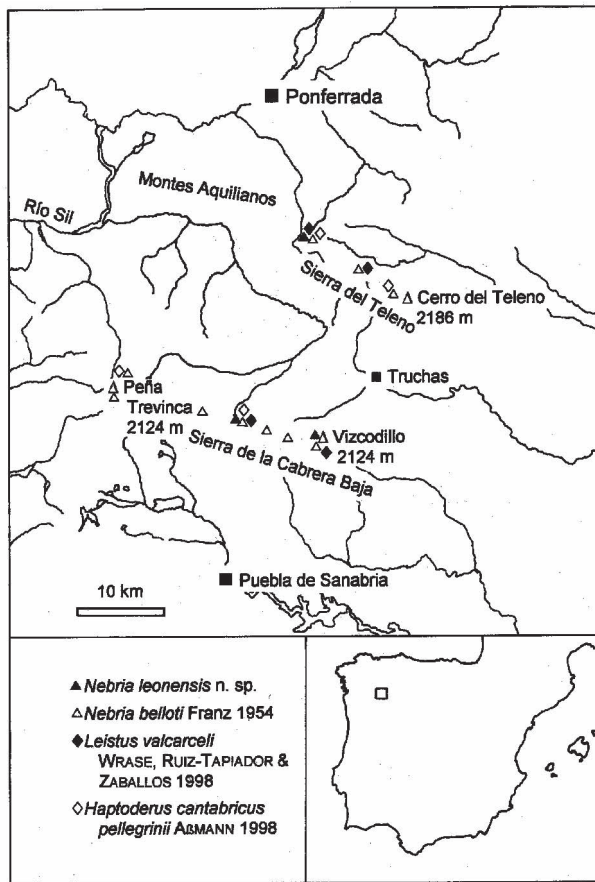 Ponferrada
Montes Aquilianos
Río Sil
Sierra del Teleno
Cerro del Teleno
2186 m
Truchas
Peña
Trevinca
2124 m
Vizcodillo
2124 m
Sierra de la Cabrera Baja
Puebla de Sanabria
10 km
Nebria leonensis n. sp.
Nebria belloti Franz 1954
Leistus valcarceli
WRASE, RUIZ-TAPIADOR &
ZABALLOS 1998
Haptoderus cantabricus
pellegrinii AßMANN 1998